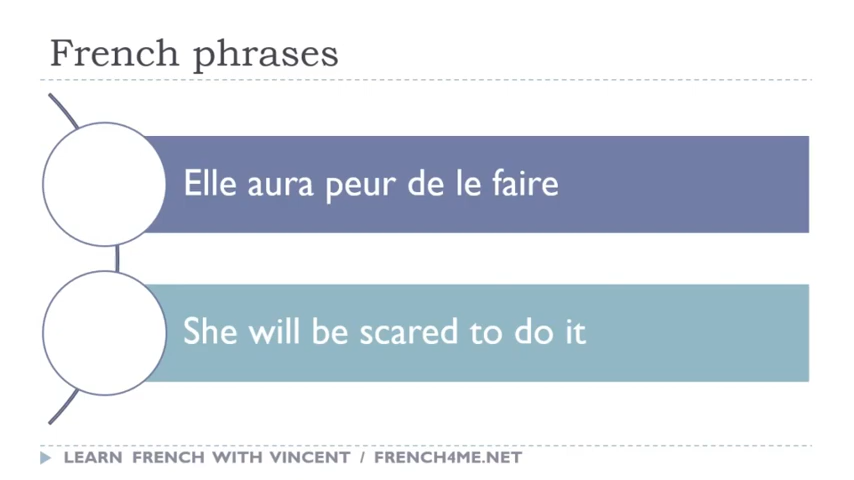 French phrases
Elle aura peur de le faire
She will be scared to do it
LEARN FRENCH WITH VINCENT / FRENCH4ME.NET